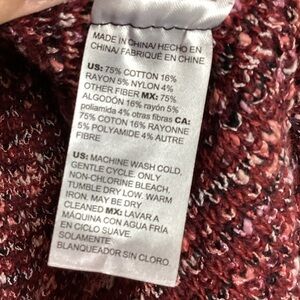 MADE IN CHINA/ HECHO EN
CHINA/ FABRIQUÉ EN CHINE
US: 75% COTTON 16%
RAYON 5% NYLON 4%
OTHER FIBER MX: 75%
ALGODÓN 16% rayón 5%
poliamida 4% otras fibras CA:
75% COTON 16% RAYONNE
5% POLYAMIDE 4% AUTRE
FIBRE
US: MACHINE WASH COLD,
GENTLE CYCLE. ONLY
NON-CHLORINE BLEACH.
TUMBLE DRY LOW. WARM
IRON. MAY BE DRY
CLEANED MX: LAVAR A
MÁQUINA CON AGUA FRÍA
EN CICLO SUAVE.
SOLAMENTE
BLANQUEADOR SIN CLORO